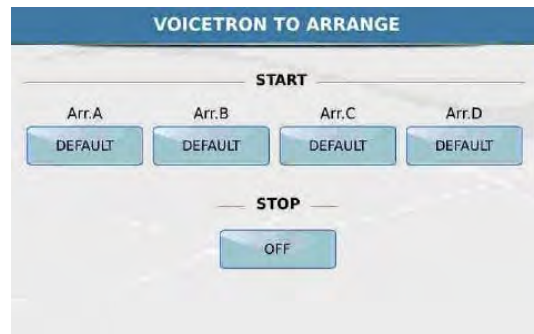 VOICETRON TO ARRANGE
START
Arr.A Arr.B Arr.C Arr.D
DEFAULT DEFAULT DEFAULT DEFAULT
STOP
OFF